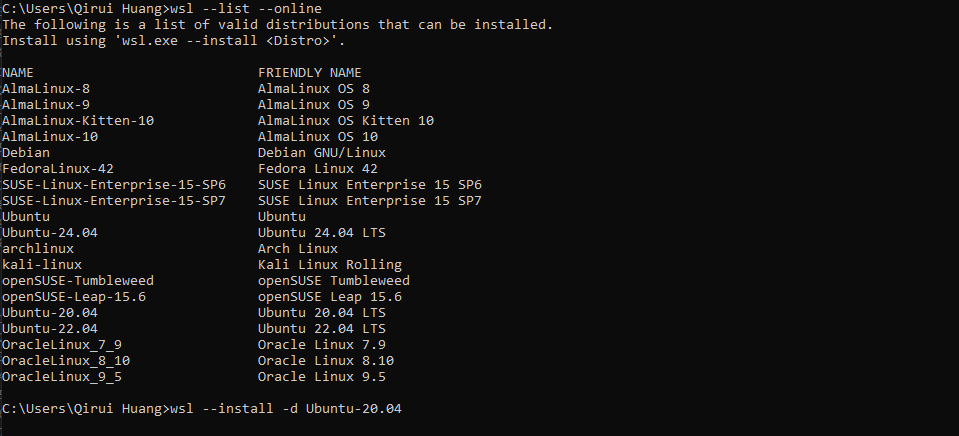 C:\Users\Qirui Huang>wsl --list --online
The following is a list of valid distributions that can be installed.
Install using 'wsl.exe --install <Distro>'.
NAME FRIENDLY NAME
AlmaLinux-8 AlmaLinux OS 8
AlmaLinux-9 AlmaLinux OS 9
AlmaLinux-Kitten-10 AlmaLinux OS Kitten 10
AlmaLinux-10 AlmaLinux OS 10
Debian Debian GNU/Linux
FedoraLinux-42 Fedora Linux 42
SUSE-Linux-Enterprise-15-SP6 SUSE Linux Enterprise 15 SP6
SUSE-Linux-Enterprise-15-SP7 SUSE Linux Enterprise 15 SP7
Ubuntu Ubuntu
Ubuntu-24.04 Ubuntu 24.04 LTS
archlinux Arch Linux
kali-linux Kali Linux Rolling
openSUSE-Tumbleweed openSUSE Tumbleweed
openSUSE-Leap-15.6 openSUSE Leap 15.6
Ubuntu-20.04 Ubuntu 20.04 LTS
Ubuntu-22.04 Ubuntu 22.04 LTS
OracleLinux_7_9 Oracle Linux 7.9
OracleLinux_8_10 Oracle Linux 8.10
OracleLinux_9_5 Oracle Linux 9.5
C:\Users\Qirui Huang>wsl --install -d Ubuntu-20.04